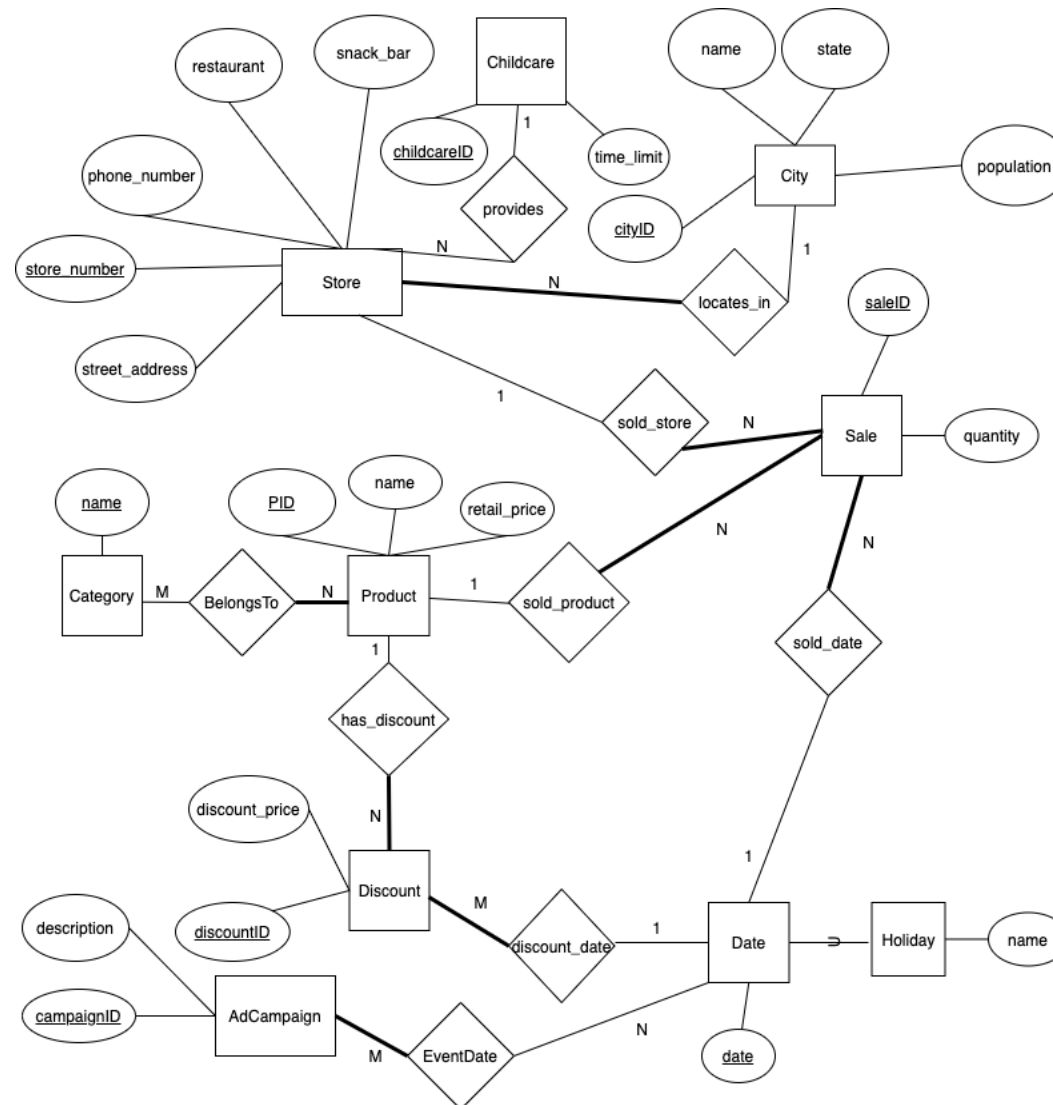 snack_bar
restaurant
Childcare
name
state
1
childcareID
time_limit
phone_number
City
population
provides
cityID
N
1
store_number
Store
N
locates_in
saleID
street_address
1
sold_store
N
Sale
quantity
name
PID
name
retail_price
N
N
Category
M
BelongsTo
N
Product
1
sold_product
1
sold_date
has_discount
discount_price
N
1
Discount
M
description
discountID
discount_date
1
Date
U
Holiday
name
campaignID
AdCampaign
M
EventDate
N
date